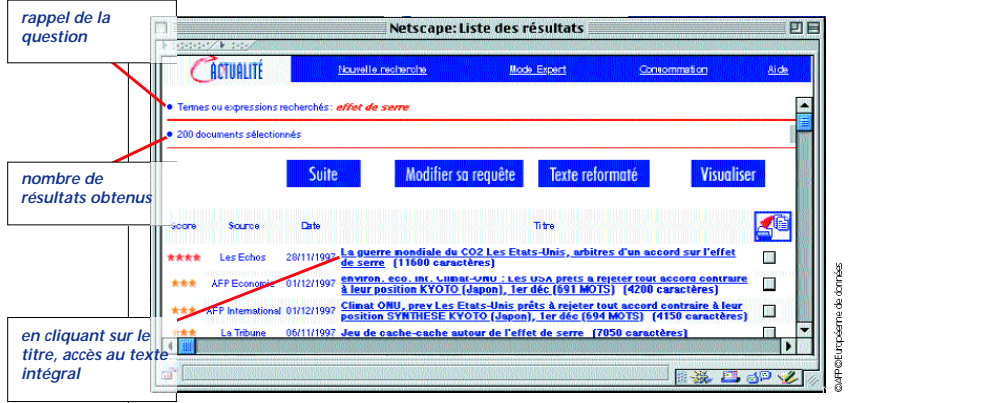 rappel de la
question
Netscape: Liste des résultats
ACTUALITÉ
Nouvelle recherche Mode Expert Consommation Aide
• Termes ou expressions recherchés : effet de serre
• 200 documents sélectionnés
Suite Modifier sa requête Texte reformaté Visualiser
nombre de
résultats obtenus
Score Source Date Titre
★★★★ Les Echos 28/11/1997 La guerre mondiale du CO2 Les Etats-Unis, arbitres d'un accord sur l'effet
de serre (11600 caractères)
★★★ AFP Economie 01/12/1997 environ. eco. int. Climat-ONU : Les USA prêts à rejeter tout accord contraire
à leur position KYOTO (Japon), 1er déc (691 MOTS) (4200 caractères)
★★★ AFP International 01/12/1997 Climat ONU, prev Les Etats-Unis prêts à rejeter tout accord contraire à leur
position SYNTHESE KYOTO (Japon), 1er déc (694 MOTS) (4150 caractères)
★★★ La Tribune 06/11/1997 Jeu de cache-cache autour de l'effet de serre (7050 caractères)
en cliquant sur le
titre, accès au texte
intégral
©AFP©Européenne de données